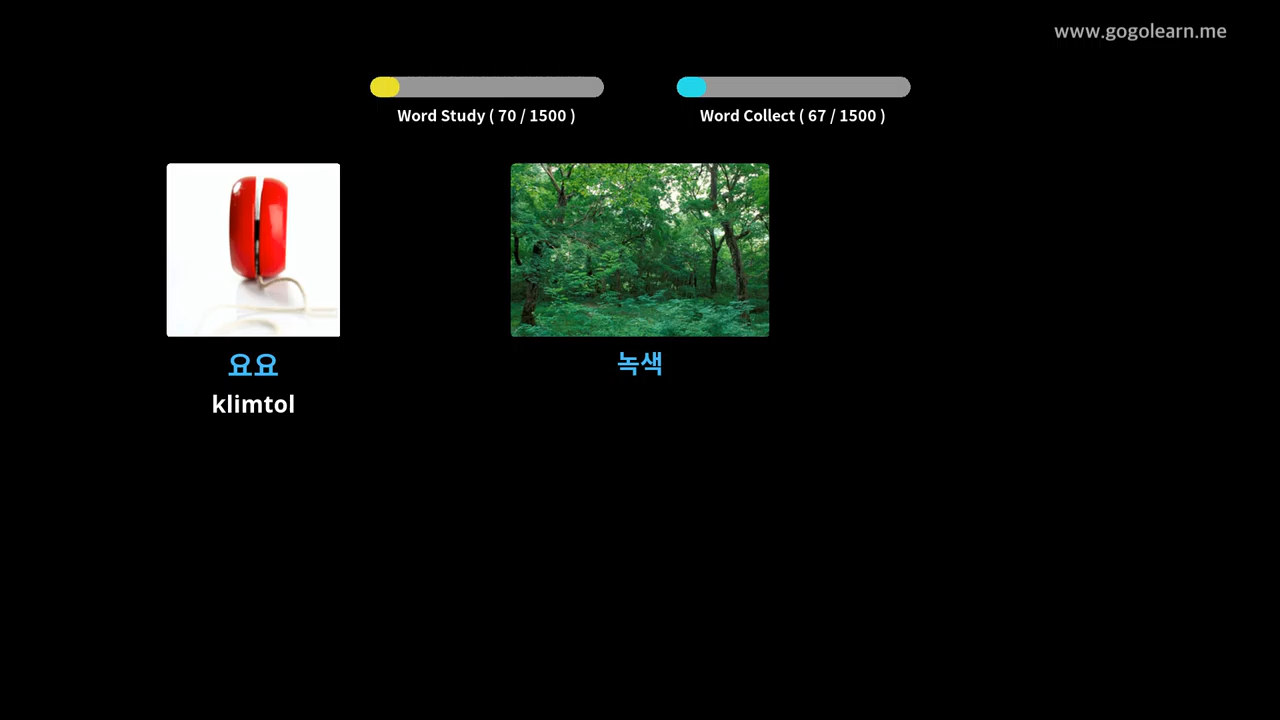 www.gogolearn.me
Word Study ( 70 / 1500 )
Word Collect ( 67 / 1500 )
요요
klimtol
녹색